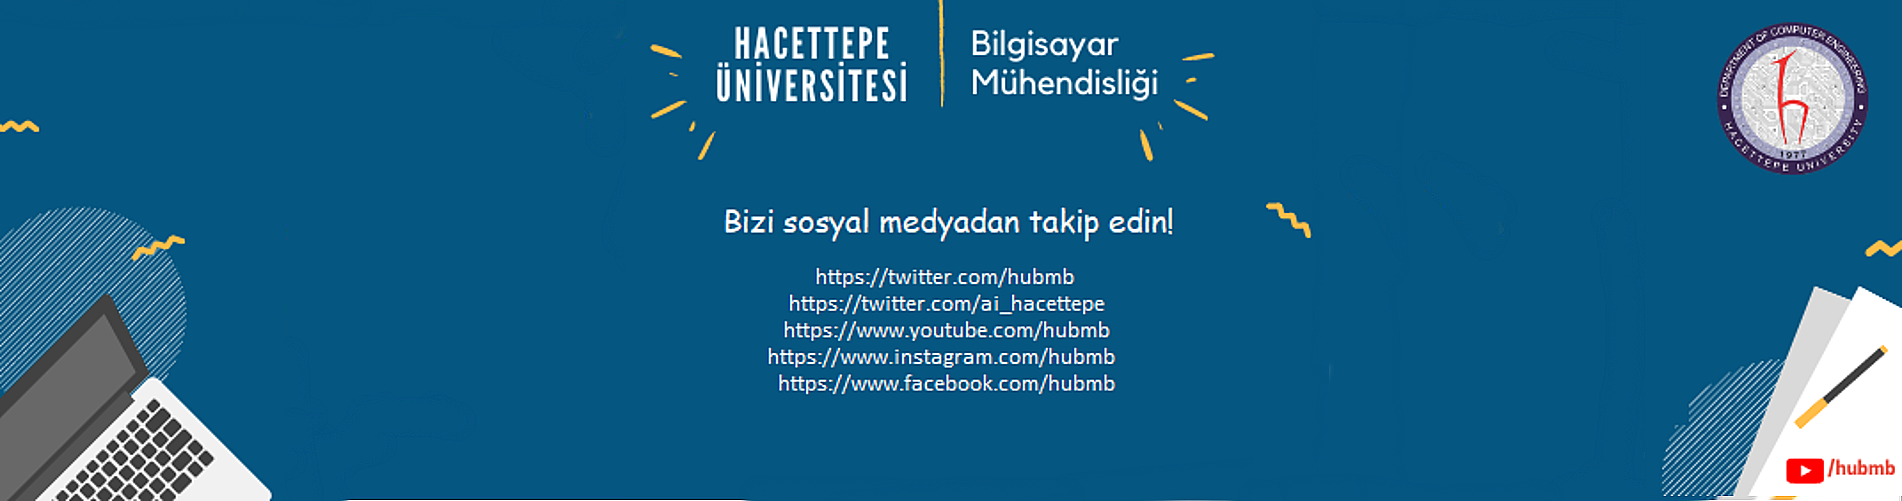 HACETTEPE
ÜNİVERSİTESİ
Bilgisayar
Mühendisliği
DEPARTMENT OF COMPUTER ENGINEERING
1977
HACETTEPE UNIVERSITY
Bizi sosyal medyadan takip edin!
https://twitter.com/hubmb
https://twitter.com/ai_hacettepe
https://www.youtube.com/hubmb
https://www.instagram.com/hubmb
https://www.facebook.com/hubmb
/hubmb